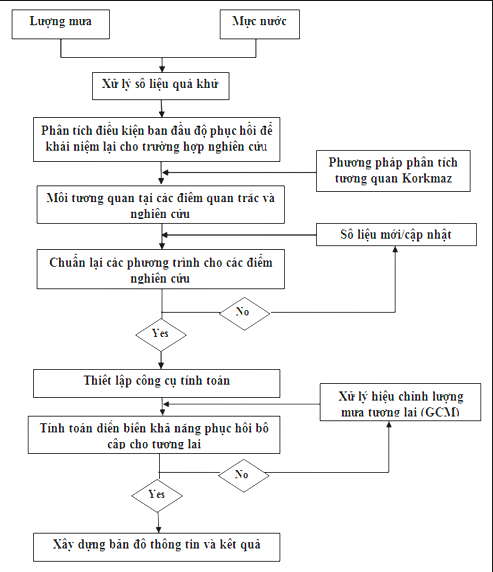 Lượng mưa
Mực nước
Xử lý số liệu quá khứ
Phân tích điều kiện ban đầu độ phục hồi để
khái niệm lại cho trường hợp nghiên cứu
Phương pháp phân tích
tương quan Korkmaz
Mối tương quan tại các điểm quan trắc và
nghiên cứu
Số liệu mới/cập nhật
Chuẩn lại các phương trình cho các điểm
nghiên cứu
No
Yes
Thiết lập công cụ tính toán
Xử lý hiệu chỉnh lượng
mưa tương lai (GCM)
Tính toán diễn biến khả năng phục hồi bổ
cập cho tương lai
No
Yes
Xây dựng bản đồ thông tin và kết quả